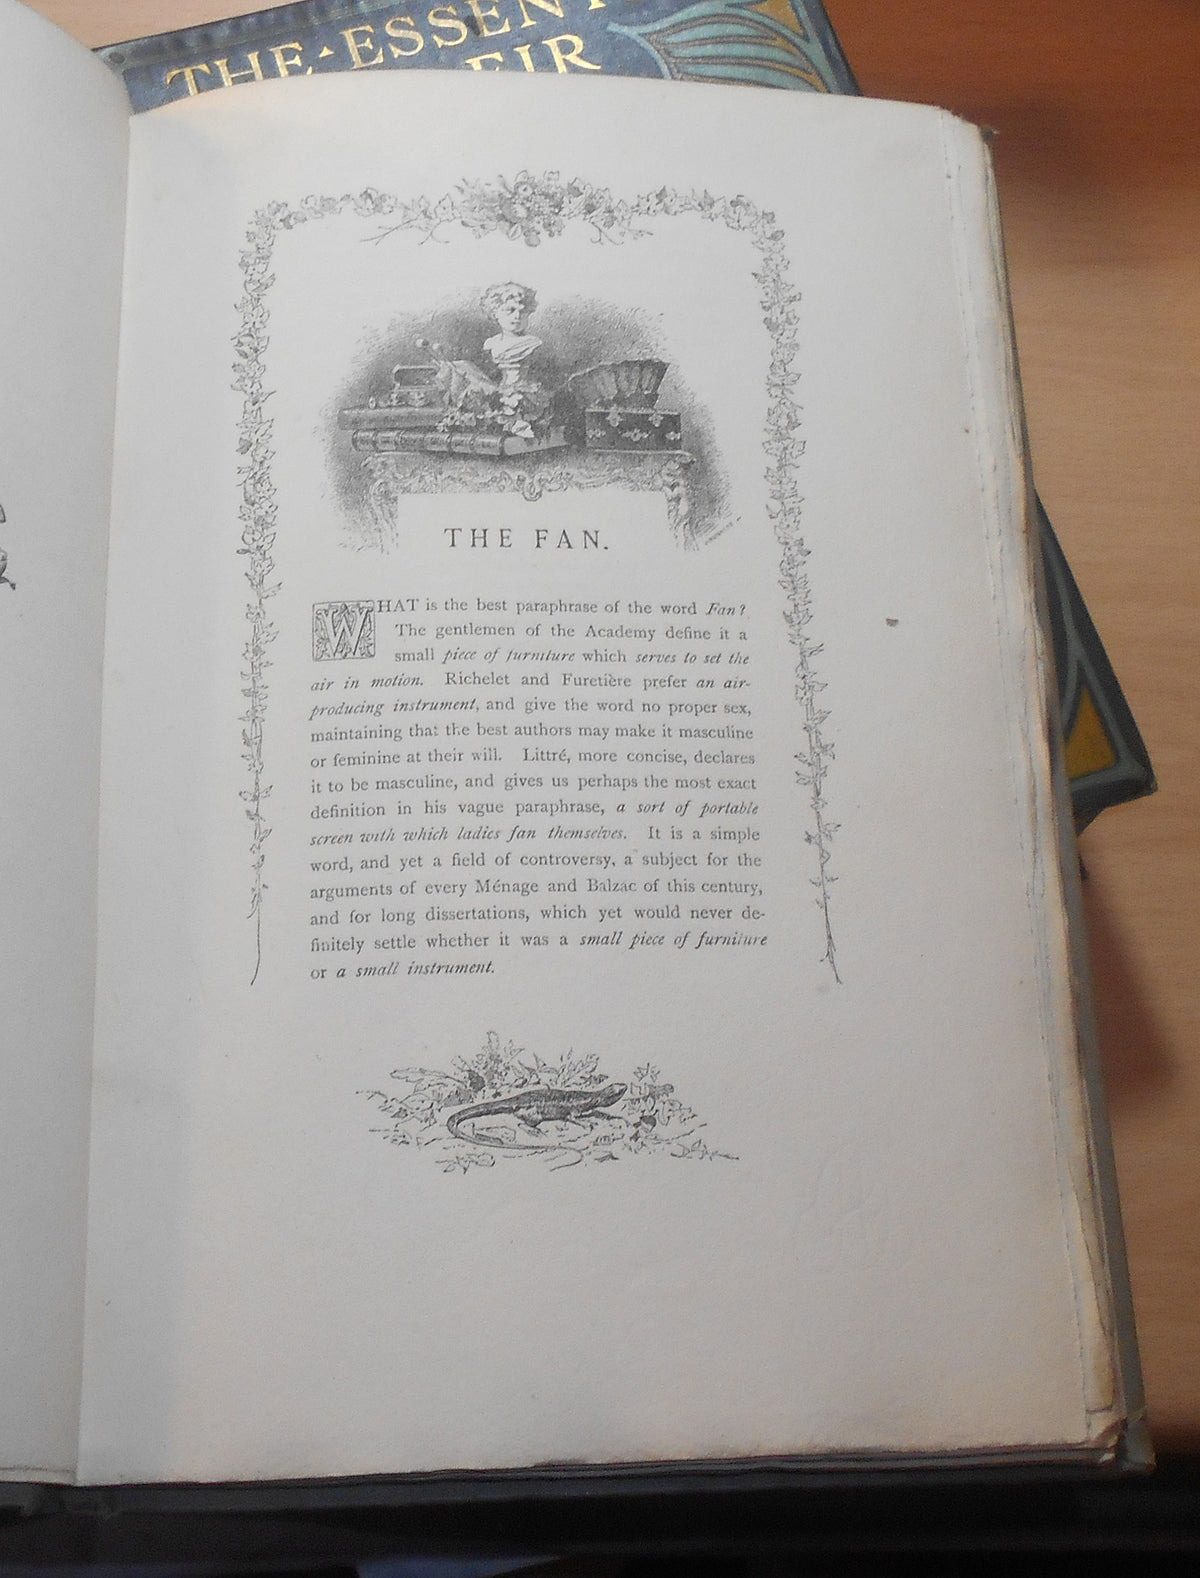 THE ESSEN
EIR
THE FAN.
WHAT is the best paraphrase of the word Fan?
The gentlemen of the Academy define it a
small piece of furniture which serves to set the
air in motion. Richelet and Furetière prefer an air-
producing instrument, and give the word no proper sex,
maintaining that the best authors may make it masculine
or feminine at their will. Littré, more concise, declares
it to be masculine, and gives us perhaps the most exact
definition in his vague paraphrase, a sort of portable
screen with which ladies fan themselves. It is a simple
word, and yet a field of controversy, a subject for the
arguments of every Ménage and Balzac of this century,
and for long dissertations, which yet would never de-
finitely settle whether it was a small piece of furniture
or a small instrument.